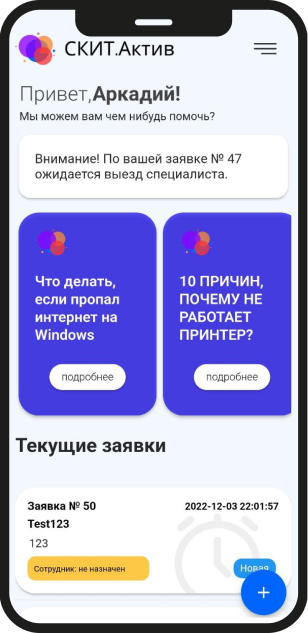 СКИТ.Актив
Привет,Аркадий!
Мы можем вам чем нибудь помочь?
Внимание! По вашей заявке № 47
ожидается выезд специалиста.
Что делать,
если пропал
интернет на
Windows
подробнее
10 ПРИЧИН,
ПОЧЕМУ НЕ
РАБОТАЕТ
ПРИНТЕР?
подробнее
Текущие заявки
Заявка № 50
2022-12-03 22:01:57
Test123
123
Сотрудник: не назначен
Новая
+